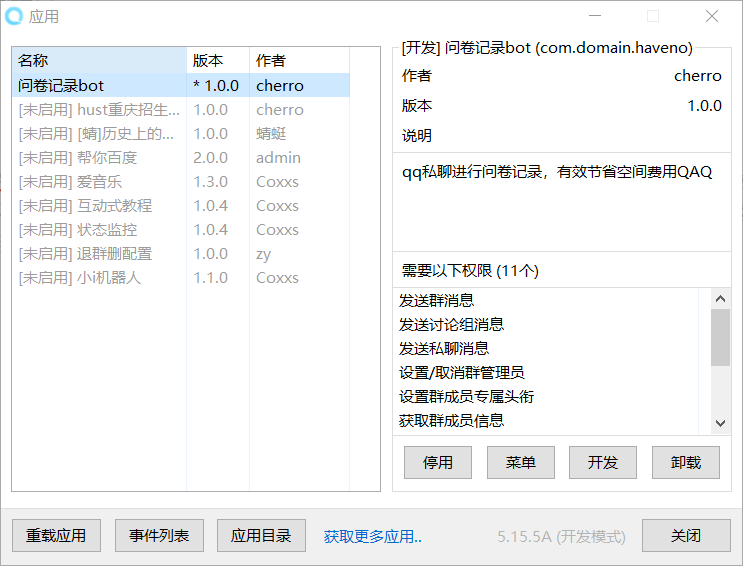 应用
名称 版本 作者
问卷记录bot * 1.0.0 cherro
[未启用] hust重庆招生... 1.0.0 cherro
[未启用] [蜻]历史上的... 1.0.0 蜻蜓
[未启用] 帮你百度 2.0.0 admin
[未启用] 爱音乐 1.3.0 Coxxs
[未启用] 互动式教程 1.0.4 Coxxs
[未启用] 状态监控 1.0.4 Coxxs
[未启用] 退群删配置 1.0.0 zy
[未启用] 小i机器人 1.1.0 Coxxs
[开发] 问卷记录bot (com.domain.haveno)
作者 cherro
版本 1.0.0
说明
qq私聊进行问卷记录，有效节省空间费用QAQ
需要以下权限 (11个)
发送群消息
发送讨论组消息
发送私聊消息
设置/取消群管理员
设置群成员专属头衔
获取群成员信息
停用 菜单 开发 卸载
重载应用 事件列表 应用目录 获取更多应用.. 5.15.5A (开发模式) 关闭